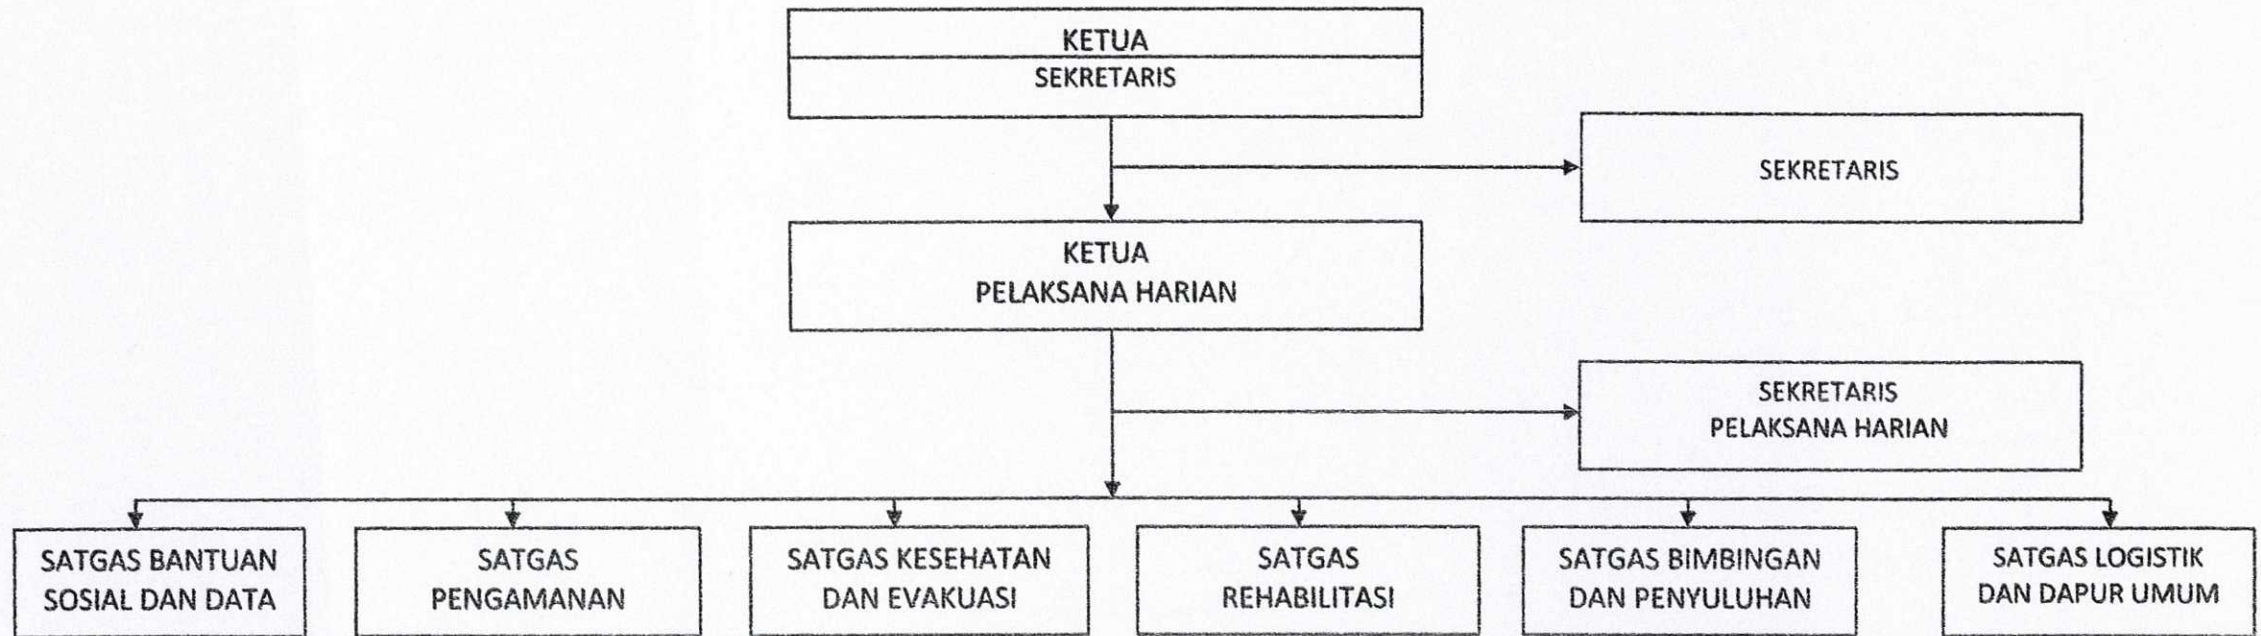 KETUA
SEKRETARIS
SEKRETARIS
KETUA
PELAKSANA HARIAN
SEKRETARIS
PELAKSANA HARIAN
SATGAS BANTUAN
SOSIAL DAN DATA
SATGAS
PENGAMANAN
SATGAS KESEHATAN
DAN EVAKUASI
SATGAS
REHABILITASI
SATGAS BIMBINGAN
DAN PENYULUHAN
SATGAS LOGISTIK
DAN DAPUR UMUM